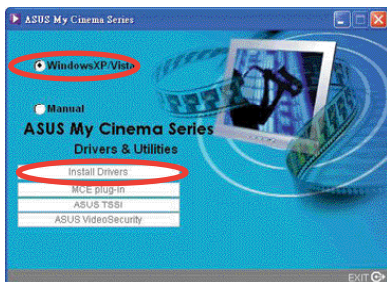 ASUS My Cinema Series
WindowsXP/Vista
Manual
ASUS My Cinema Series
Drivers & Utilities
Install Drivers
MCE plug-in
ASUS TSSI
ASUS VideoSecurity
EXIT